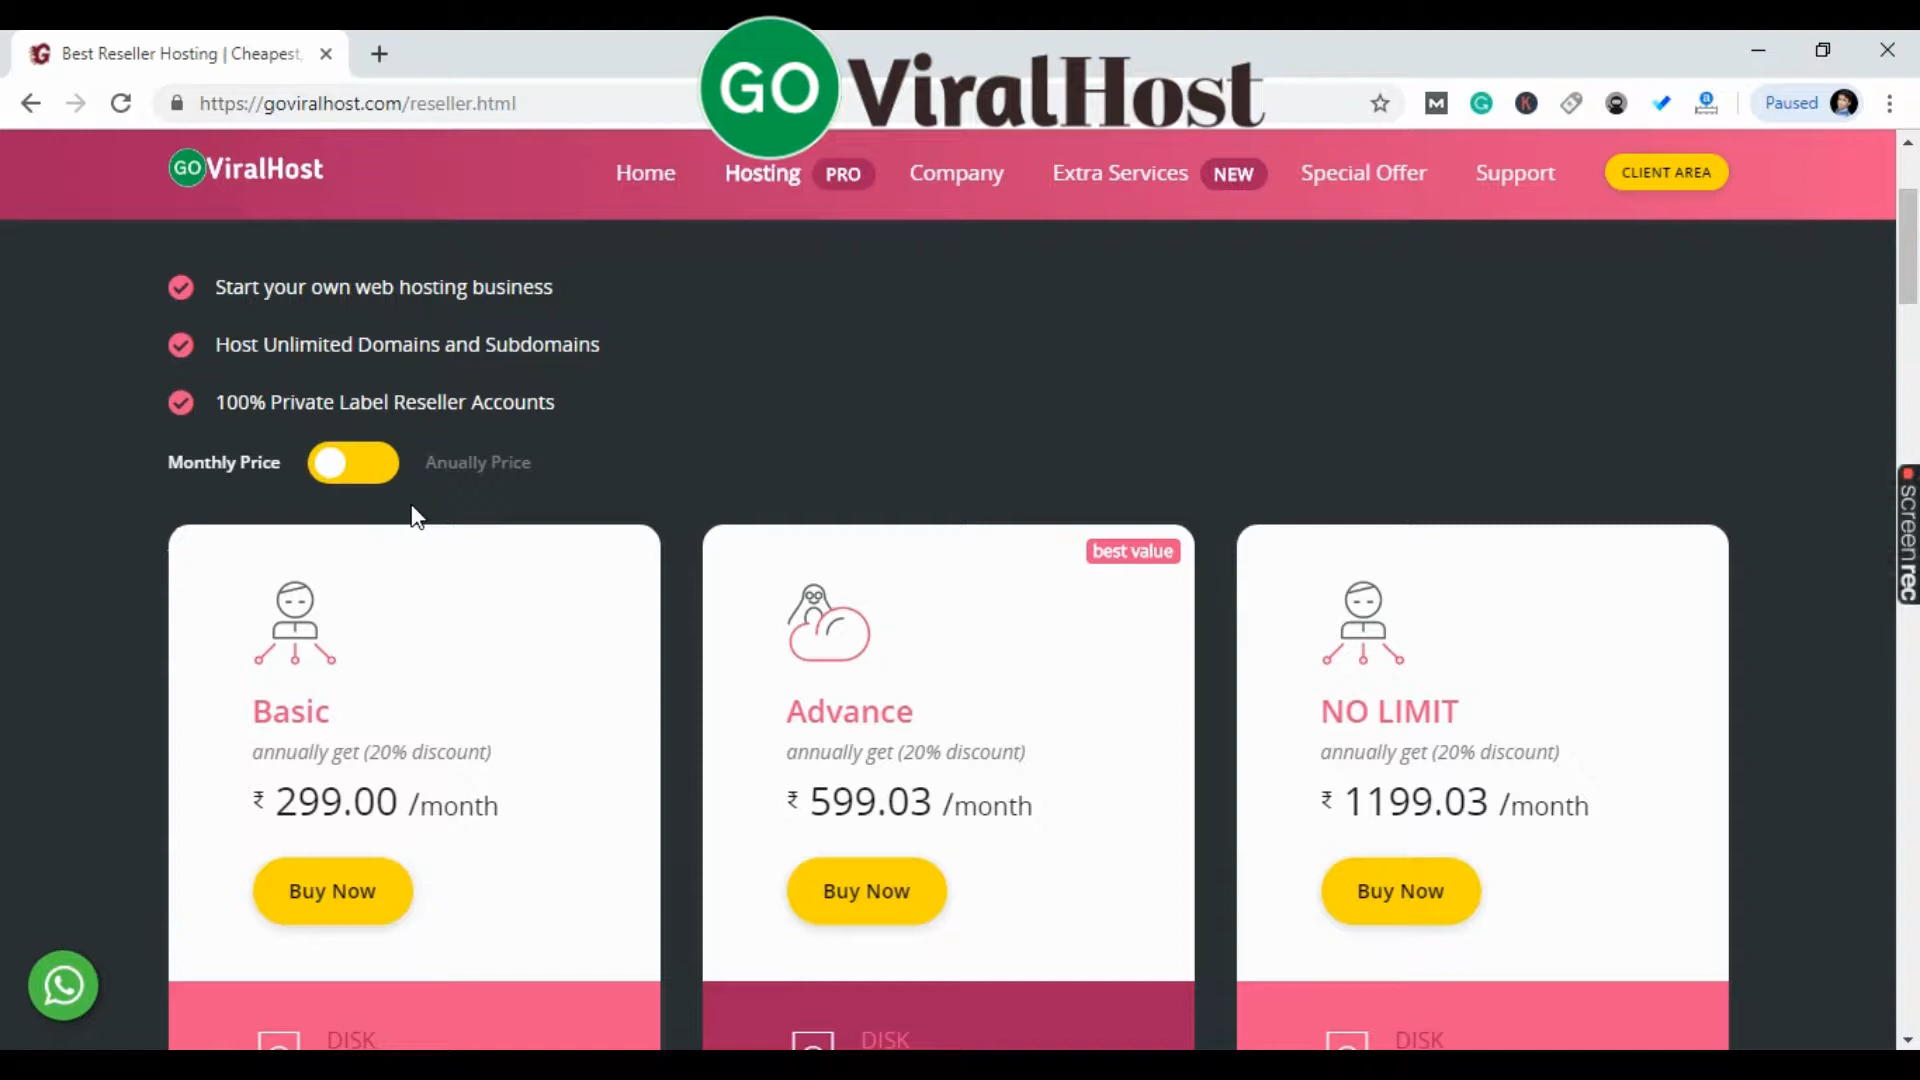 Best Reseller Hosting | Cheapest
https://goviralhost.com/reseller.html
GO ViralHost
Paused
GO ViralHost
Home
Hosting PRO
Company
Extra Services NEW
Special Offer
Support
CLIENT AREA
Start your own web hosting business
Host Unlimited Domains and Subdomains
100% Private Label Reseller Accounts
Monthly Price
Anually Price
Basic
annually get (20% discount)
₹ 299.00 /month
Buy Now
best value
Advance
annually get (20% discount)
₹ 599.03 /month
Buy Now
NO LIMIT
annually get (20% discount)
₹ 1199.03 /month
Buy Now
DISK
DISK
DISK
screenrec